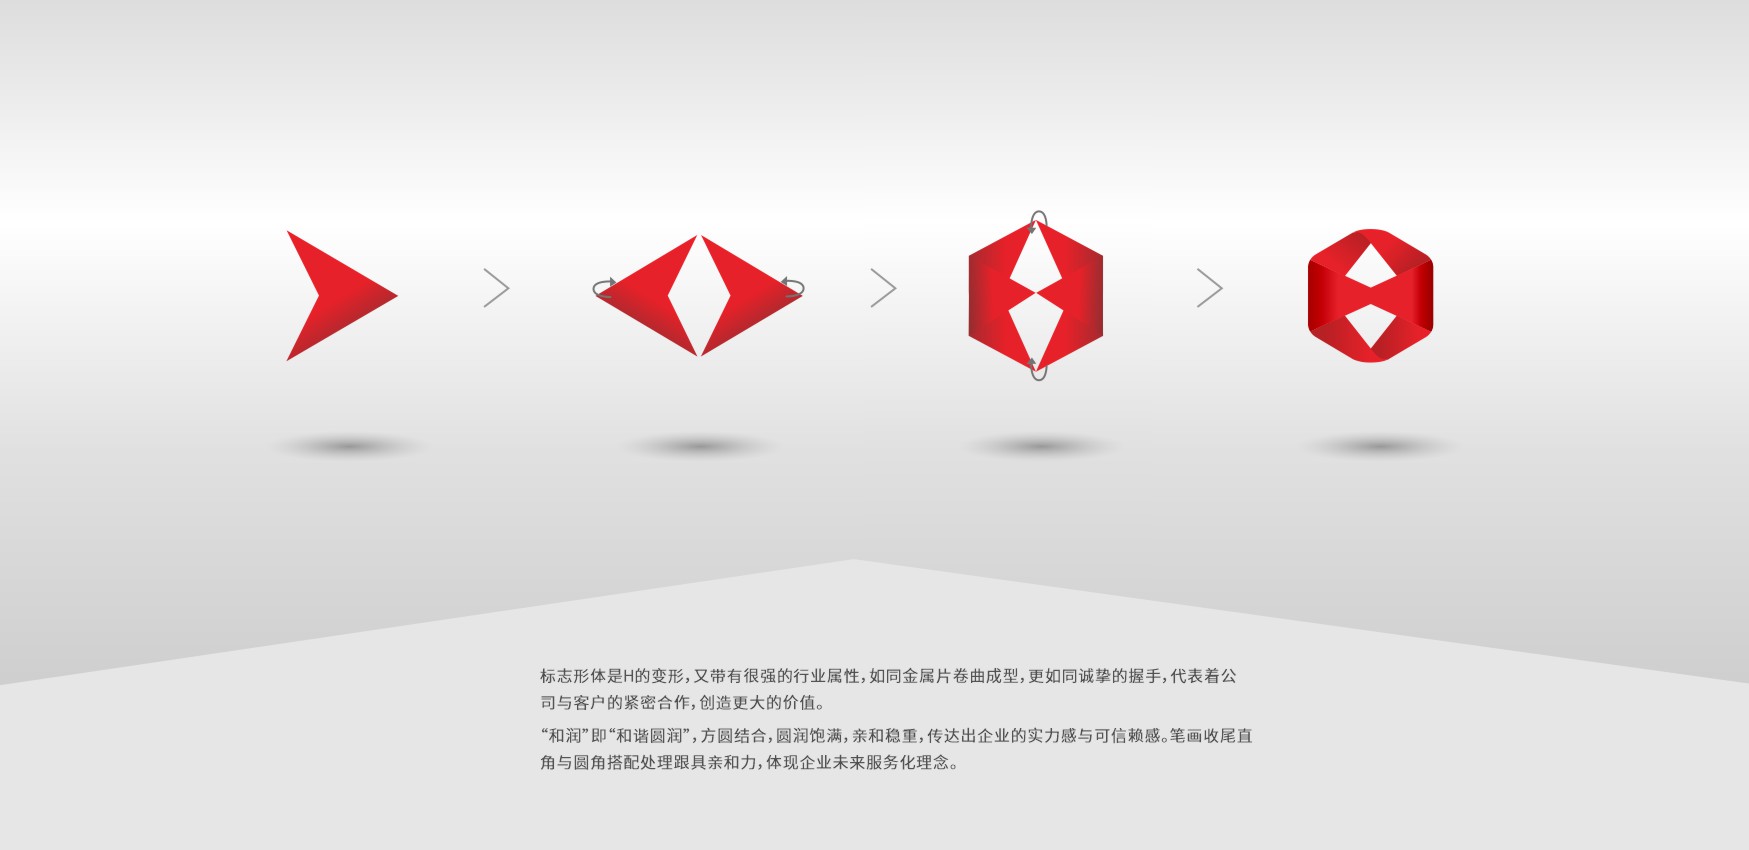 标志形体是H的变形，又带有很强的行业属性，如同金属片卷曲成型，更如同诚挚的握手，代表着公
司与客户的紧密合作，创造更大的价值。
“和润”即“和谐圆润”，方圆结合，圆润饱满，亲和稳重，传达出企业的实力感与可信赖感。笔画收尾直
角与圆角搭配处理跟具亲和力，体现企业未来服务化理念。